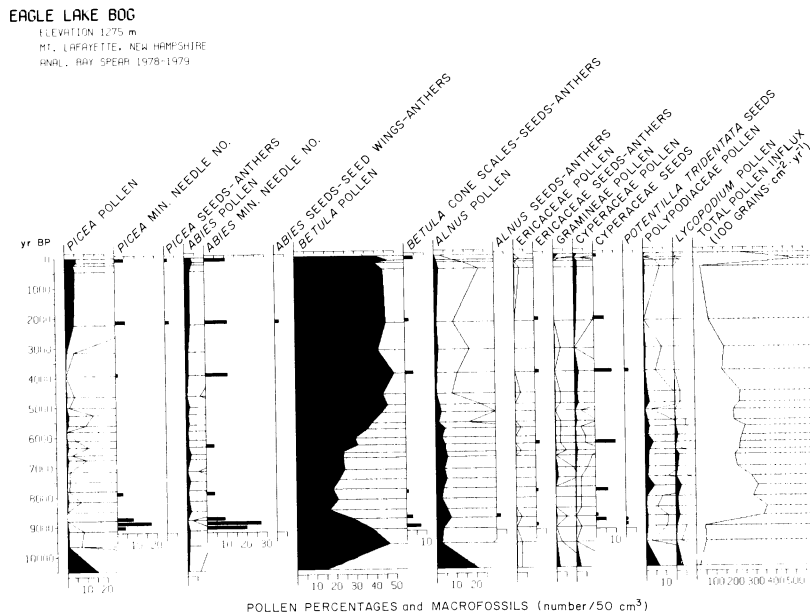 EAGLE LAKE BOG
ELEVATION 1275 m
MT. LAFAYETTE, NEW HAMPSHIRE
ANAL. RAY SPEAR 1978-1979
yr BP
PICEA POLLEN
PICEA MIN. NEEDLE NO.
PICEA SEEDS-ANTHERS
ABIES POLLEN
ABIES MIN. NEEDLE NO.
ABIES SEEDS-SEED WINGS-ANTHERS
BETULA POLLEN
BETULA CONE SCALES-SEEDS-ANTHERS
ALNUS POLLEN
ALNUS SEEDS-ANTHERS
ERICACEAE POLLEN
ERICACEAE SEEDS-ANTHERS
GRAMINEAE POLLEN
CYPERACEAE POLLEN
CYPERACEAE SEEDS
POTENTILLA TRIDENTATA SEEDS
POLYPODIACEAE POLLEN
LYCOPODIUM POLLEN
TOTAL POLLEN INFLUX
(100 GRAINS·cm²·yr¹)
0
1000
2000
3000
4000
5000
6000
7000
8000
9000
10000
10 20
10 20
10 20 30
10 20 30 40 50
10
10 20
10
10
100 200 300 400 500
POLLEN PERCENTAGES and MACROFOSSILS (number/50 cm³)